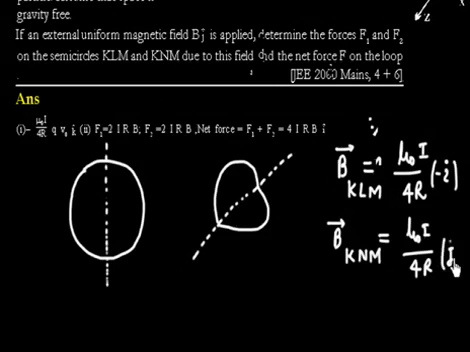 gravity free.
If an external uniform magnetic field B ĵ is applied, determine the forces F₁ and F₂
on the semicircles KLM and KNM due to this field and the net force F on the loop
[JEE 2000 Mains, 4 + 6]
Ans
(i) – μ₀I/4R q v₀ k̂ (ii) F₁=2 I R B; F₂ =2 I R B ,Net force = F₁ + F₂ = 4 I R B î
B⃗ KLM = μ₀I/4R (-i)
B⃗ KNM = μ₀I/4R (j